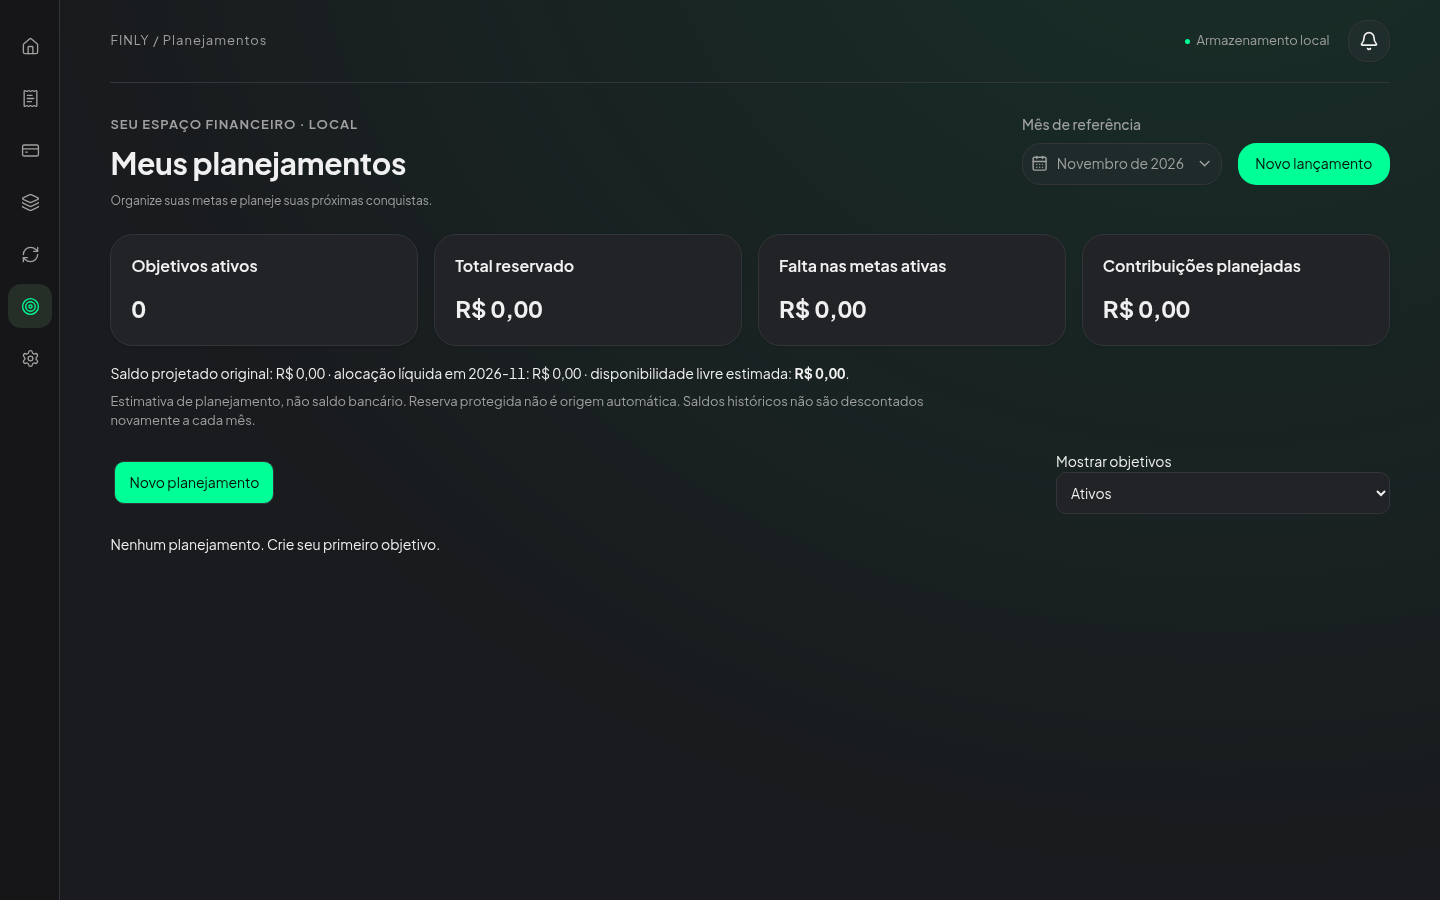 FINLY / Planejamentos
Armazenamento local
SEU ESPAÇO FINANCEIRO · LOCAL
Meus planejamentos
Organize suas metas e planeje suas próximas conquistas.
Mês de referência
Novembro de 2026
Novo lançamento
Objetivos ativos
0
Total reservado
R$ 0,00
Falta nas metas ativas
R$ 0,00
Contribuições planejadas
R$ 0,00
Saldo projetado original: R$ 0,00 · alocação líquida em 2026-11: R$ 0,00 · disponibilidade livre estimada: R$ 0,00.
Estimativa de planejamento, não saldo bancário. Reserva protegida não é origem automática. Saldos históricos não são descontados
novamente a cada mês.
Novo planejamento
Mostrar objetivos
Ativos
Nenhum planejamento. Crie seu primeiro objetivo.